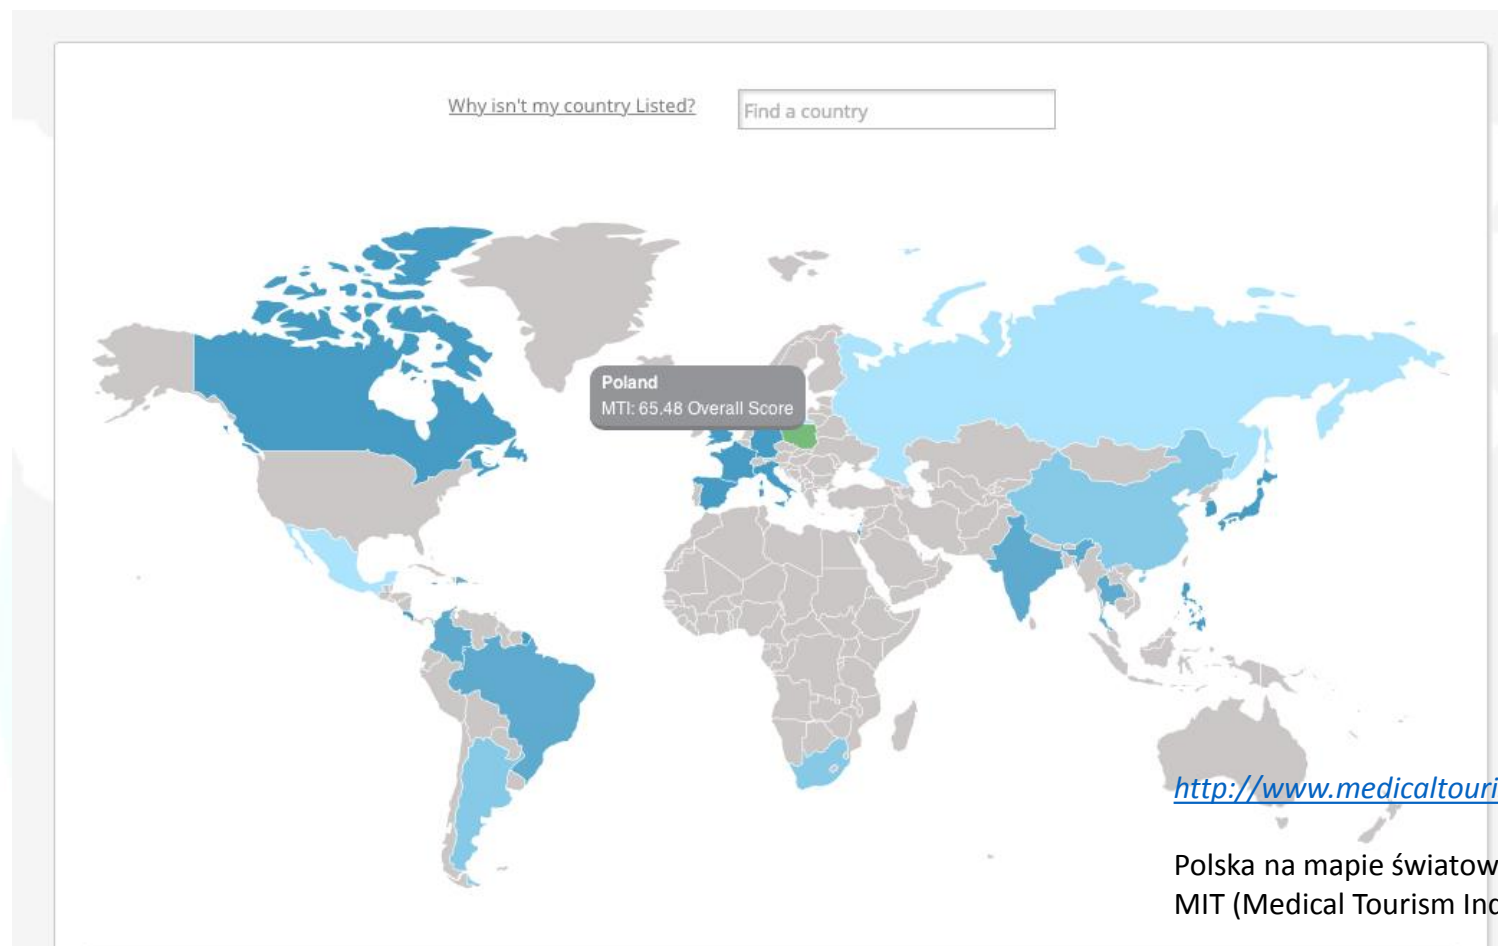 Why isn't my country Listed?
Find a country
Poland
MTI: 65.48 Overall Score
http://www.medicaltouri
Polska na mapie światow
MIT (Medical Tourism Ind